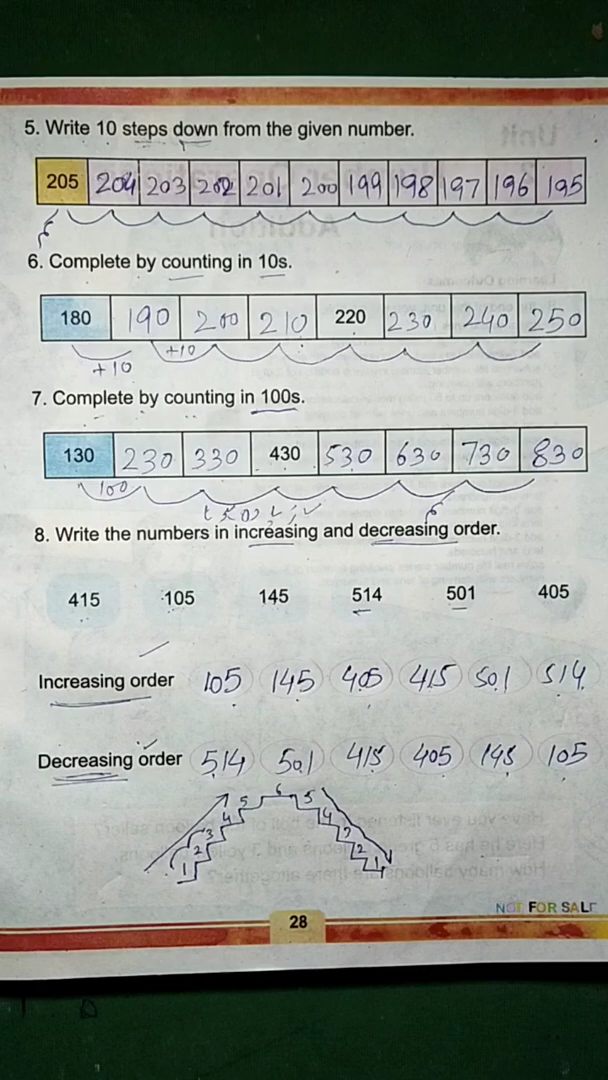 5. Write 10 steps down from the given number.
205 204 203 202 201 200 199 198 197 196 195
6. Complete by counting in 10s.
180 190 200 210 220 230 240 250
+10 +10
7. Complete by counting in 100s.
130 230 330 430 530 630 730 830
100
8. Write the numbers in increasing and decreasing order.
415 105 145 514 501 405
Increasing order 105 145 405 415 501 514
Decreasing order 514 501 415 405 145 105
1 2 3 4 5 6 5 4 3 2 1
NOT FOR SALE
28